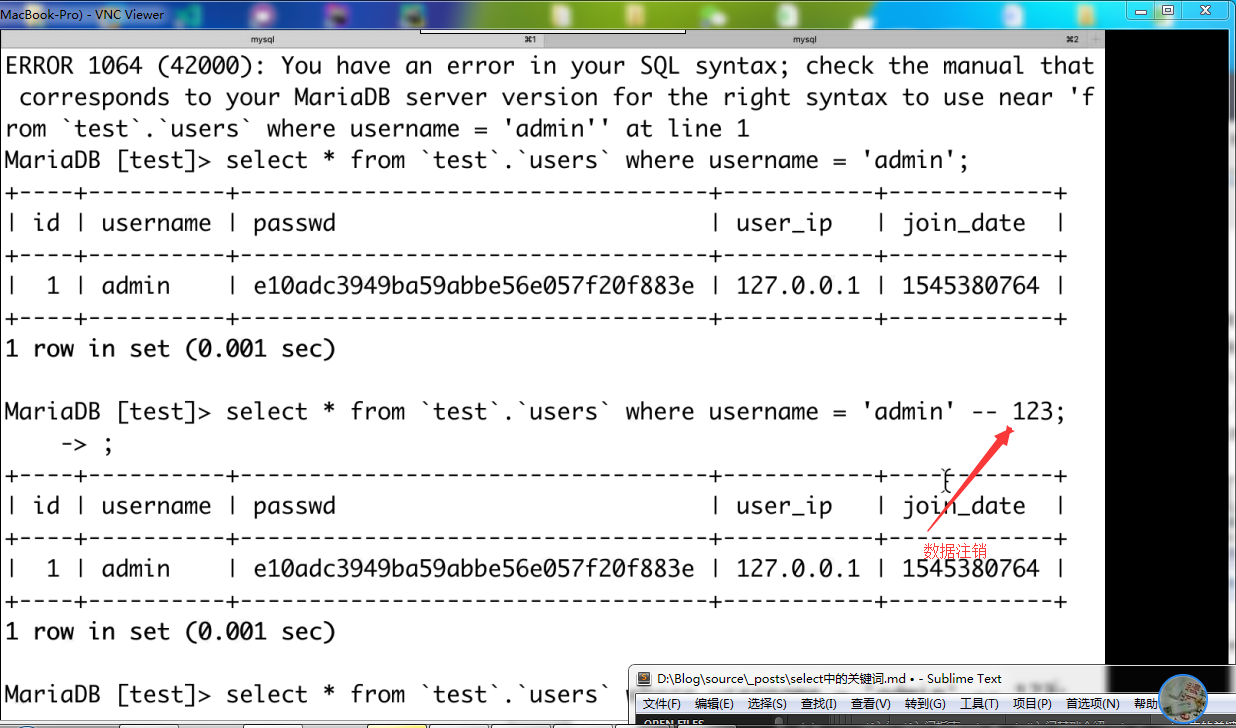 MacBook-Pro) - VNC Viewer
mysql ⌘1 mysql ⌘2
ERROR 1064 (42000): You have an error in your SQL syntax; check the manual that
corresponds to your MariaDB server version for the right syntax to use near 'f
rom `test`.`users` where username = 'admin'' at line 1
MariaDB [test]> select * from `test`.`users` where username = 'admin';
+----+----------+----------------------------------+-----------+------------+
| id | username | passwd | user_ip | join_date |
+----+----------+----------------------------------+-----------+------------+
| 1 | admin | e10adc3949ba59abbe56e057f20f883e | 127.0.0.1 | 1545380764 |
+----+----------+----------------------------------+-----------+------------+
1 row in set (0.001 sec)
MariaDB [test]> select * from `test`.`users` where username = 'admin' -- 123;
-> ;
+----+----------+----------------------------------+-----------+------------+
| id | username | passwd | user_ip | join_date |
+----+----------+----------------------------------+-----------+------------+
数据注销
| 1 | admin | e10adc3949ba59abbe56e057f20f883e | 127.0.0.1 | 1545380764 |
+----+----------+----------------------------------+-----------+------------+
1 row in set (0.001 sec)
D:\Blog\source\_posts\select中的关键词.md • - Sublime Text
MariaDB [test]> select * from `test`.`users`
文件(F) 编辑(E) 选择(S) 查找(I) 查看(V) 转到(G) 工具(T) 项目(P) 首选项(N) 帮助
OPEN FILES